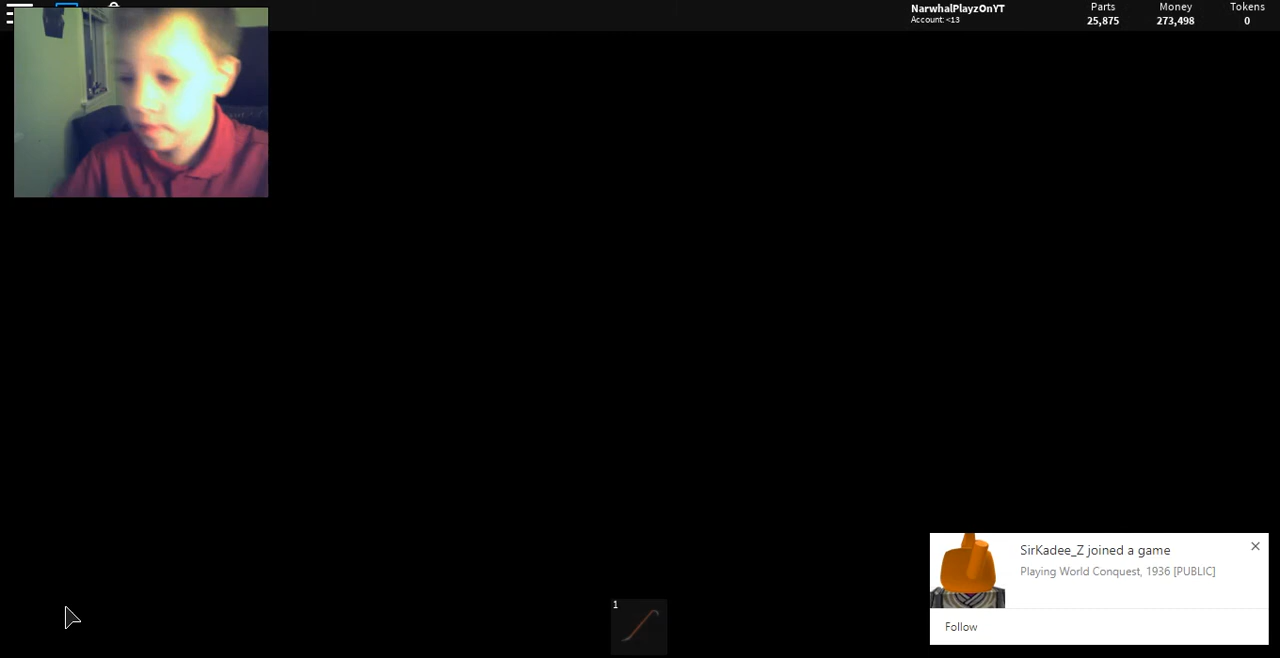 NarwhalPlayzOnYT
Account: <13
Parts
25,875
Money
273,498
Tokens
0
SirKadee_Z joined a game
Playing World Conquest, 1936 [PUBLIC]
Follow
1